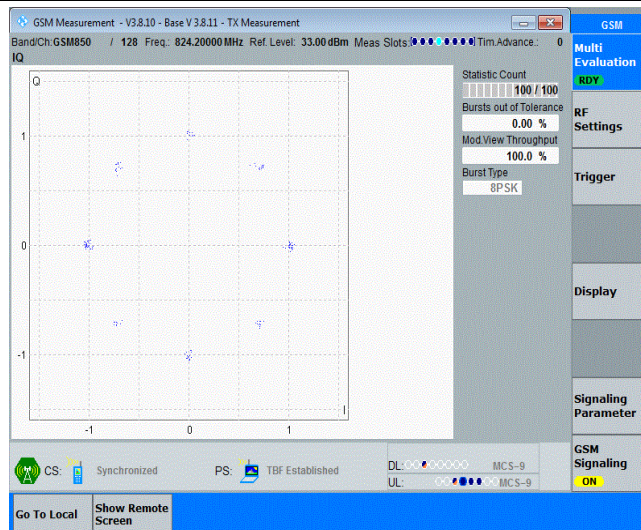 GSM Measurement - V3.8.10 - Base V 3.8.11 - TX Measurement
GSM
Band/Ch: GSM850 / 128 Freq.: 824.20000 MHz Ref. Level: 33.00 dBm Meas Slots: Tim.Advance.: 0
IQ
Multi
Evaluation
RDY
RF
Settings
Trigger
Display
Signaling
Parameter
GSM
Signaling
ON
Statistic Count
100 / 100
Bursts out of Tolerance
0.00 %
Mod.View Throughput
100.0 %
Burst Type
8PSK
Q
1
0
-1
I
-1 0 1
CS: Synchronized PS: TBF Established
DL: MCS-9
UL: MCS-9
Go To Local
Show Remote
Screen